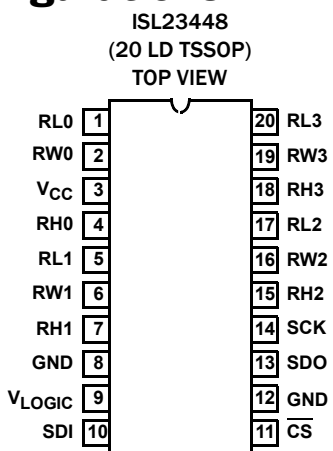 ISL23448
(20 LD TSSOP)
TOP VIEW
RL0 1 20 RL3
RW0 2 19 RW3
VCC 3 18 RH3
RH0 4 17 RL2
RL1 5 16 RW2
RW1 6 15 RH2
RH1 7 14 SCK
GND 8 13 SDO
VLOGIC 9 12 GND
SDI 10 11 CS